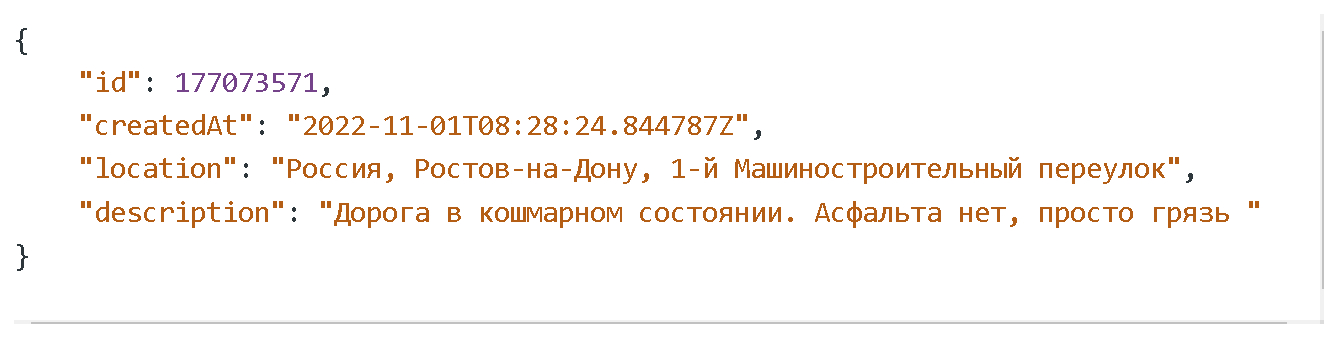 {
"id": 177073571,
"createdAt": "2022-11-01T08:28:24.844787Z",
"location": "Россия, Ростов-на-Дону, 1-й Машиностроительный переулок",
"description": "Дорога в кошмарном состоянии. Асфальта нет, просто грязь "
}